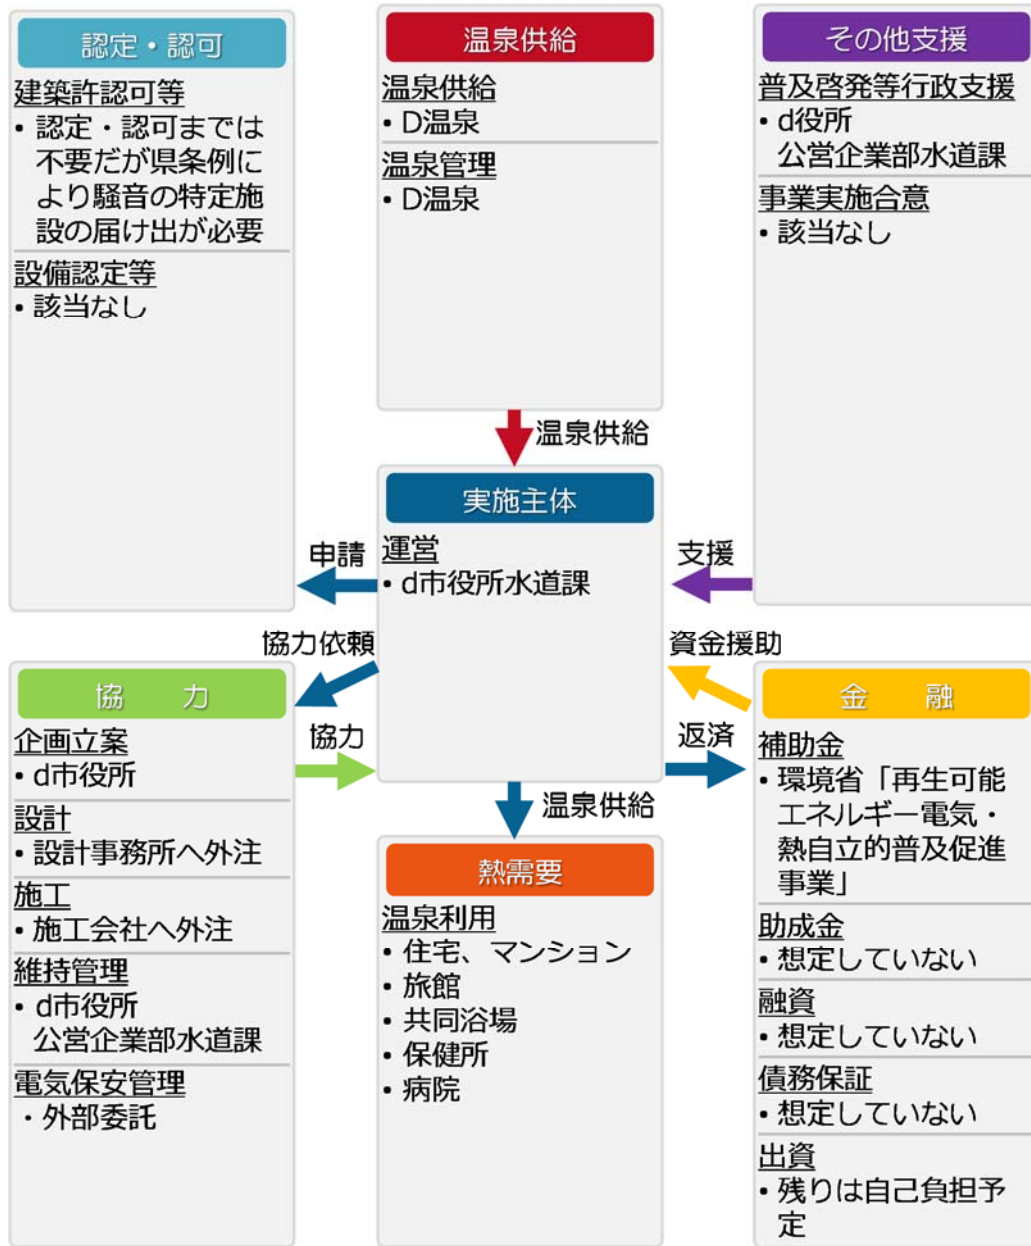 認定・認可
建築許認可等
• 認定・認可までは
不要だが県条例に
より騒音の特定施
設の届け出が必要
設備認定等
• 該当なし
温泉供給
温泉供給
• D温泉
温泉管理
• D温泉
その他支援
普及啓発等行政支援
• d役所
公営企業部水道課
事業実施合意
• 該当なし
温泉供給
実施主体
運営
• d市役所水道課
申請
支援
協力依頼
資金援助
協力
返済
温泉供給
協　力
企画立案
• d市役所
設計
• 設計事務所へ外注
施工
• 施工会社へ外注
維持管理
• d市役所
公営企業部水道課
電気保安管理
・外部委託
熱需要
温泉利用
• 住宅、マンション
• 旅館
• 共同浴場
• 保健所
• 病院
金　融
補助金
• 環境省「再生可能
エネルギー電気・
熱自立的普及促進
事業」
助成金
• 想定していない
融資
• 想定していない
債務保証
• 想定していない
出資
• 残りは自己負担予
定